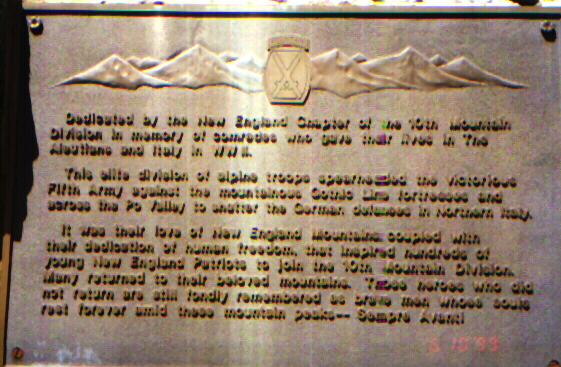 Dedicated by the New England Chapter of the 10th Mountain
Division in memory of comrades who gave their lives in The
Aleutians and Italy in WW II.
This elite division of alpine troops spearheaded the victorious
Fifth Army against the mountainous Gothic Line fortresses and
across the Po Valley to shatter the German defenses in Northern Italy.
It was their love of New England Mountains coupled with
their dedication of human freedom, that inspired hundreds of
young New England Patriots to join the 10th Mountain Division.
Many returned to their beloved mountains. Those heroes who did
not return are still fondly remembered as brave men whose souls
rest forever amid these mountain peaks-- Sempre Avanti